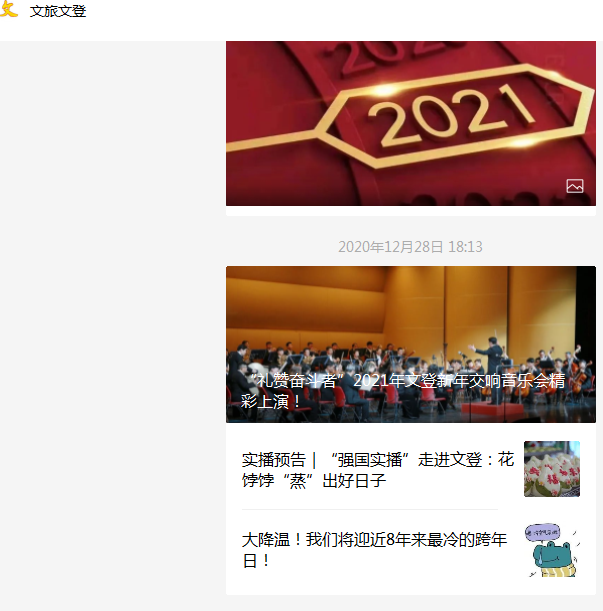 文旅文登
2021
2020年12月28日 18:13
“礼赞奋斗者”2021年文登新年交响音乐会精
彩上演！
实播预告 | “强国实播”走进文登：花
饽饽“蒸”出好日子
大降温！我们将迎近8年来最冷的跨年
日！